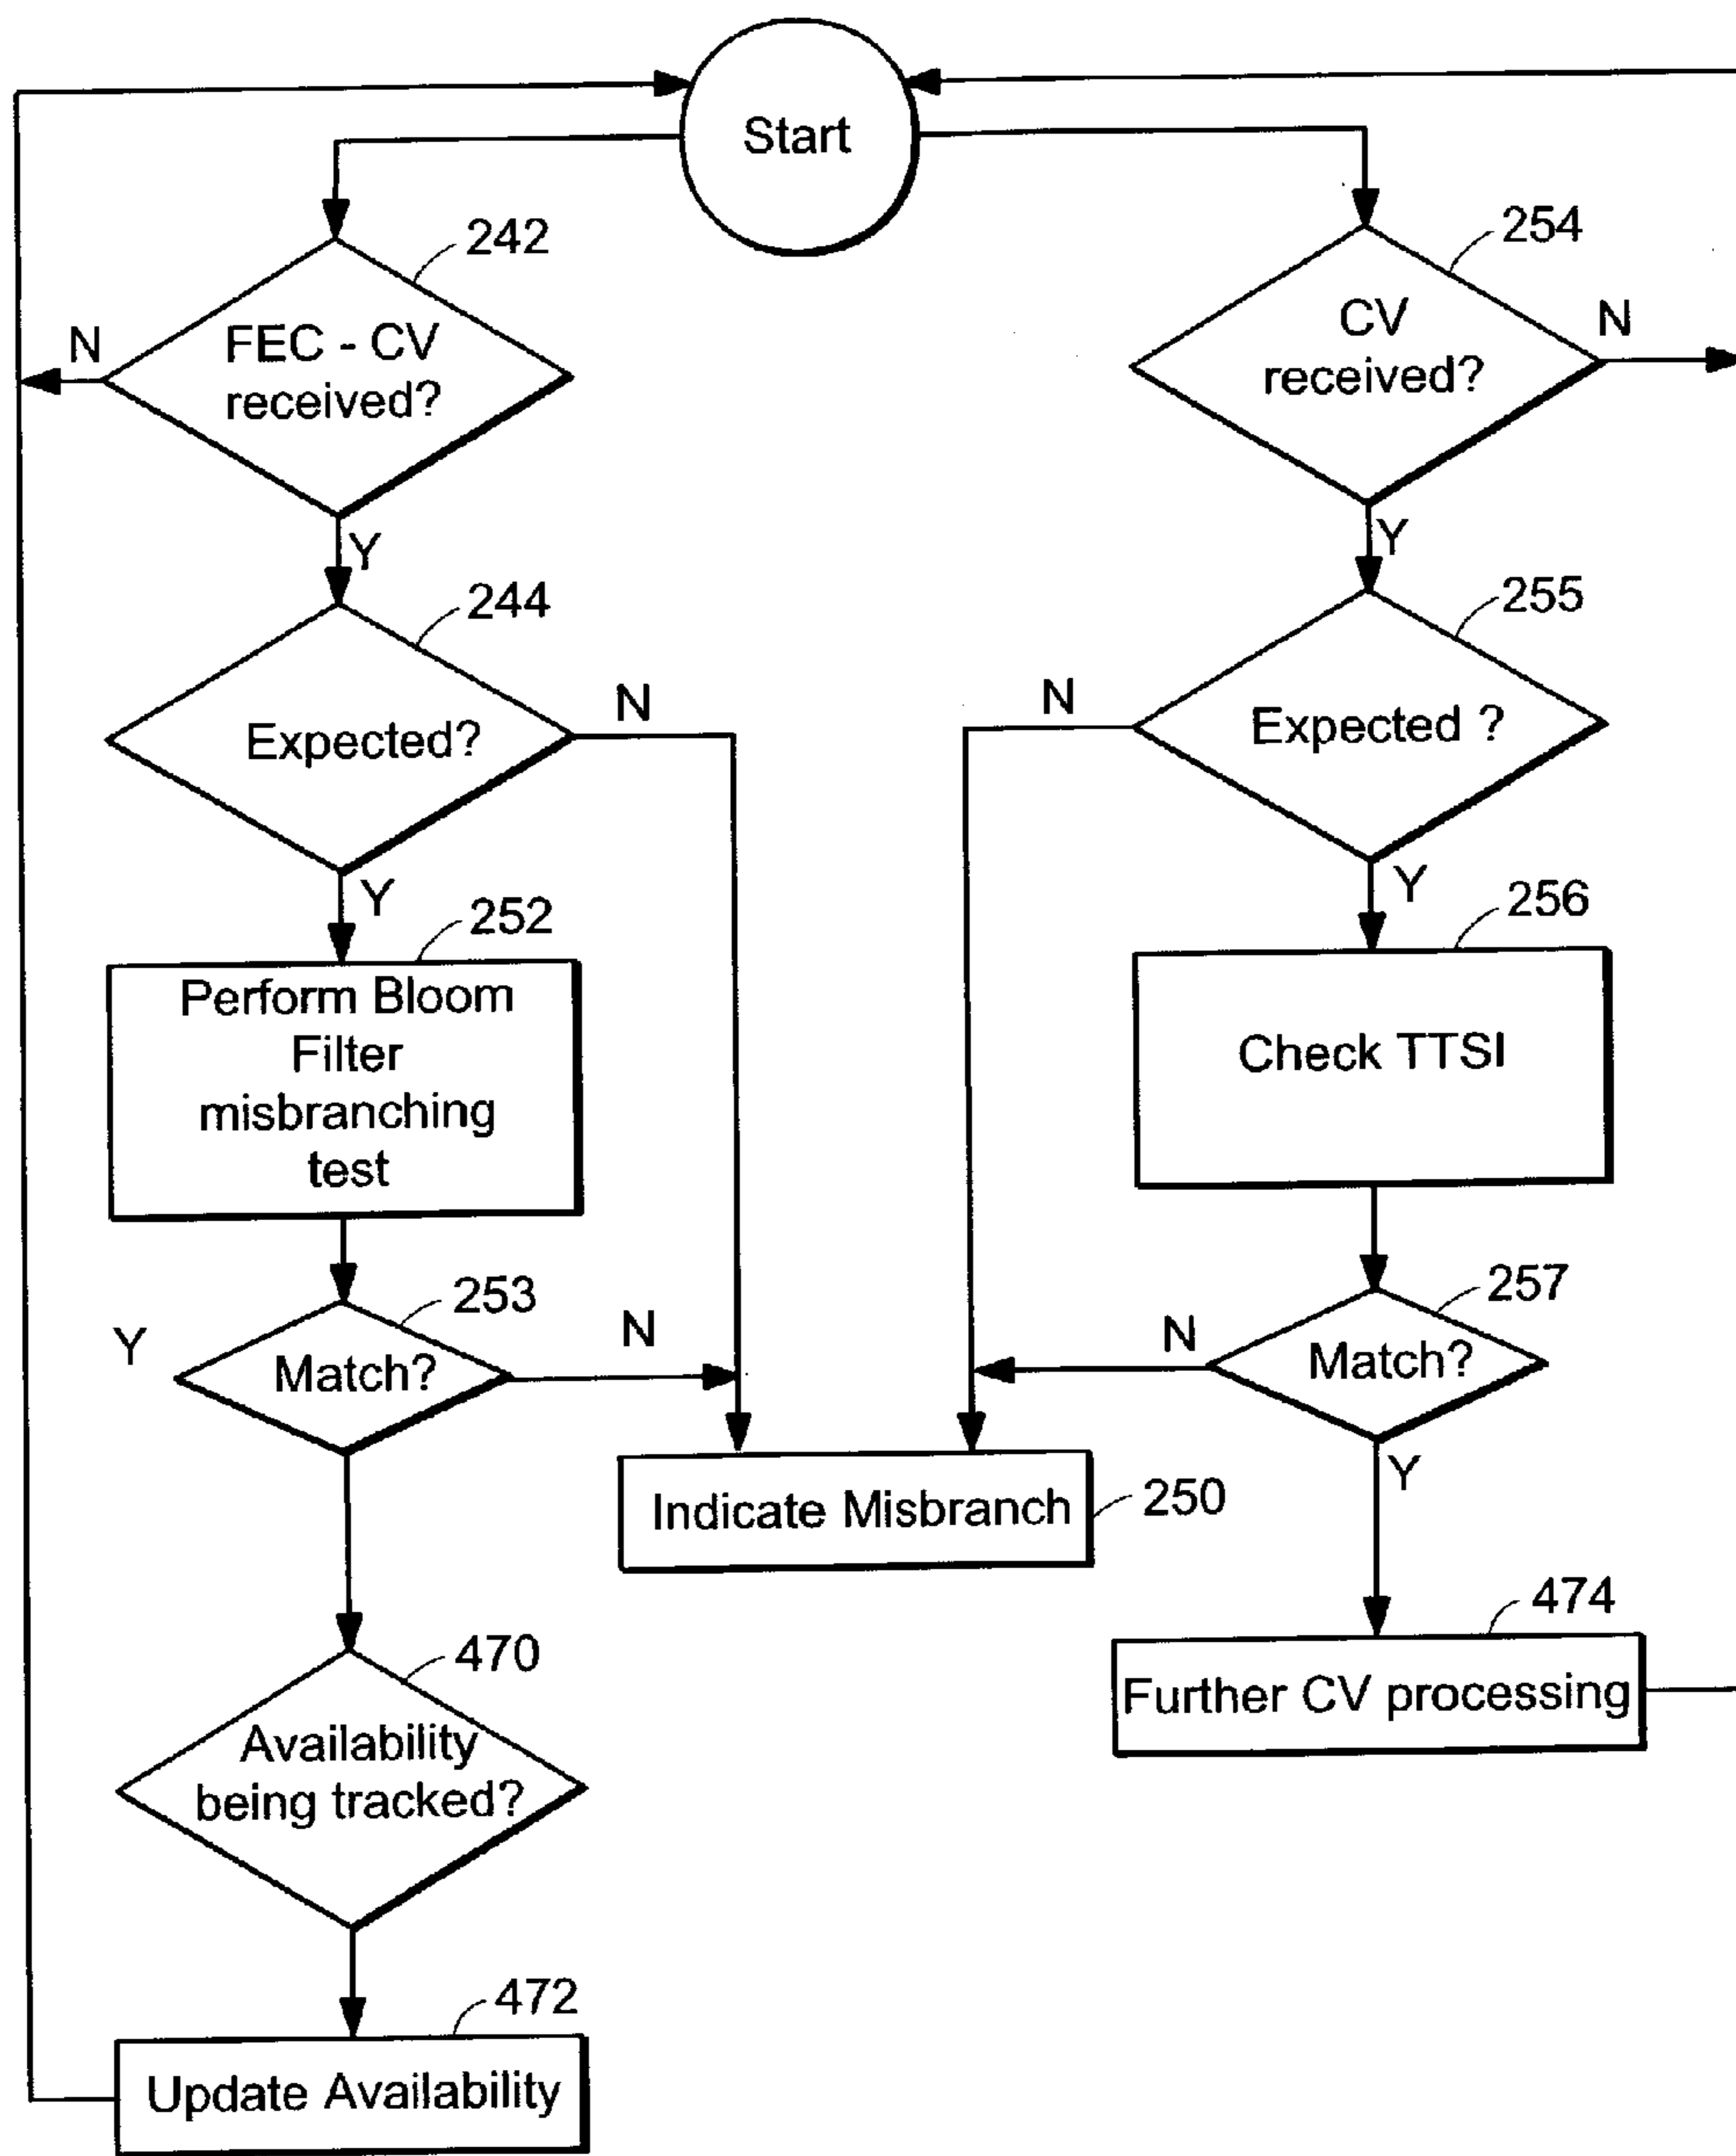 Start
242
254
FEC - CV
received?
N
CV
received?
N
Y
Y
244
255
Expected?
N
N
Expected ?
Y
Y
252
256
Perform Bloom
Filter
misbranching
test
Check TTSI
253
257
Y
Match?
N
N
Match?
Y
Indicate Misbranch
250
470
474
Availability
being tracked?
Further CV processing
472
Update Availability